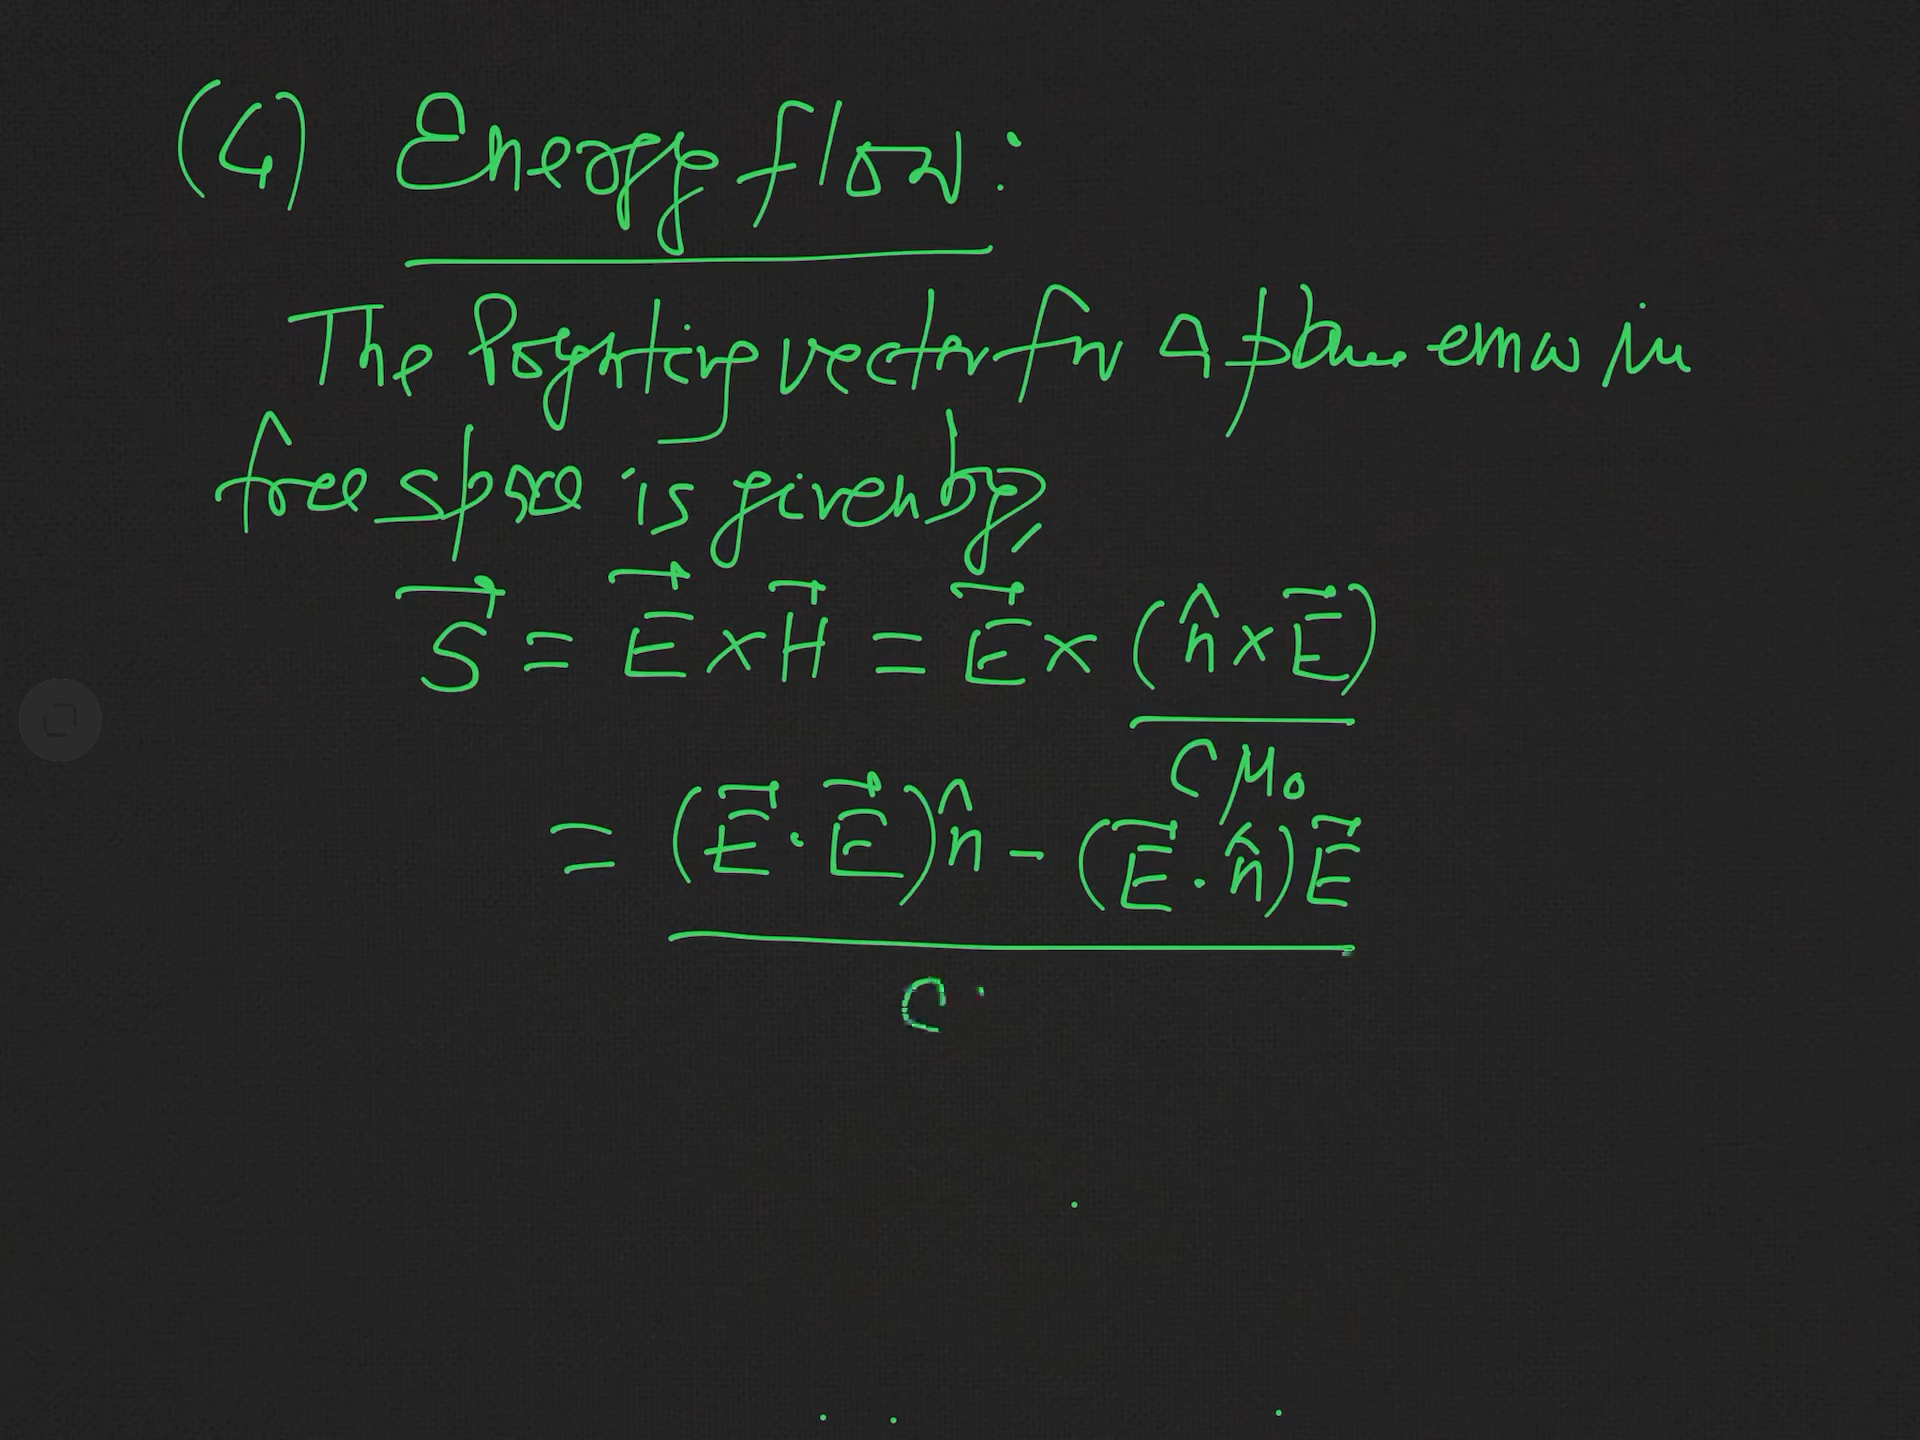 (4) Energy flow:
The Poynting vector for a plane emw in
free space is given by,
S⃗ = E⃗ × H⃗ = E⃗ × (n̂ × E⃗)
cμ₀
= (E⃗ · E⃗)n̂ - (E⃗ · n̂)E⃗
c